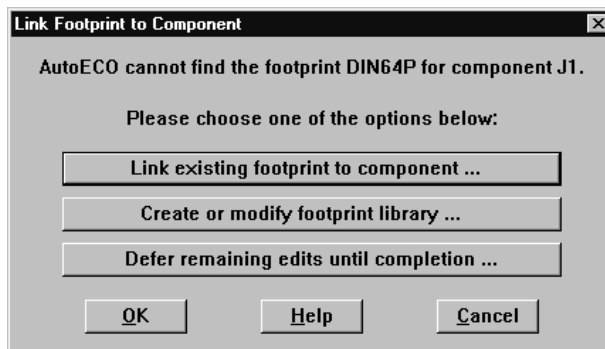 Link Footprint to Component
AutoECO cannot find the footprint DIN64P for component J1.
Please choose one of the options below:
Link existing footprint to component ...
Create or modify footprint library ...
Defer remaining edits until completion ...
OK Help Cancel